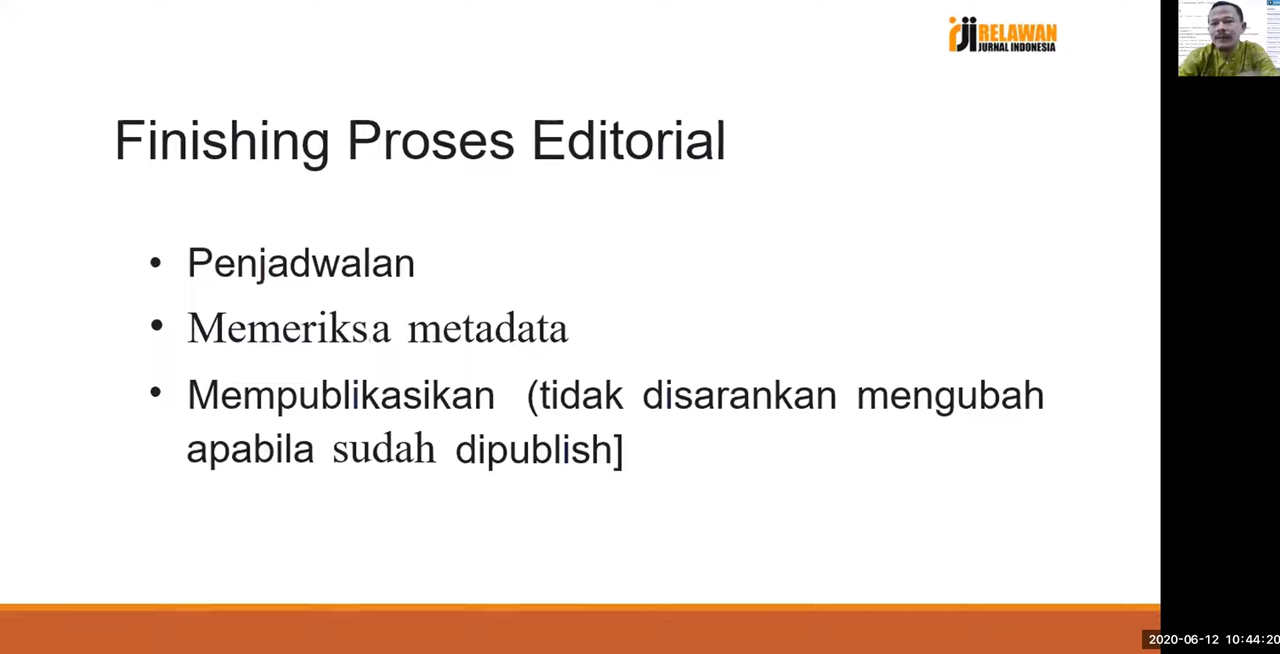 RELAWAN
JURNAL INDONESIA
Finishing Proses Editorial
• Penjadwalan
• Memeriksa metadata
• Mempublikasikan (tidak disarankan mengubah
apabila sudah dipublish]
2020-06-12 10:44:20